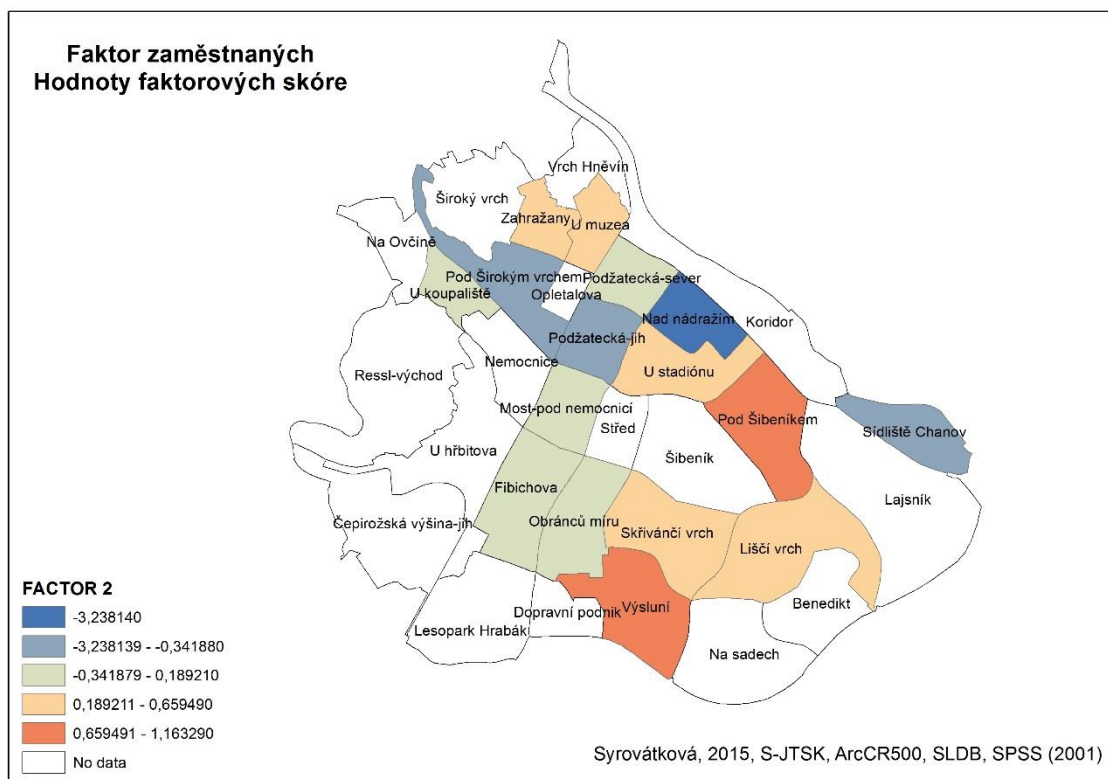 Faktor zaměstnaných
Hodnoty faktorových skóre
Vrch Hněvín
Široký vrch
Zahražany
U muzea
Na Ovčíně
Pod Širokým vrchem
Podžatecká-sever
U koupaliště
Opletalova
Nad nádražím
Koridor
Podžatecká-jih
Nemocnice
Ressl-východ
U stadiónu
Most-pod nemocnicí
Pod Šibeníkem
Střed
Sídliště Chanov
U hřbitova
Šibeník
Fibichova
Lajsník
Čepirožská výšina-jih
Obránců míru
Skřivánčí vrch
Liščí vrch
Výsluní
Benedikt
Dopravní podnik
Lesopark Hrabák
Na sadech
FACTOR 2
-3,238140
-3,238139 - -0,341880
-0,341879 - 0,189210
0,189211 - 0,659490
0,659491 - 1,163290
No data
Syrovátková, 2015, S-JTSK, ArcCR500, SLDB, SPSS (2001)